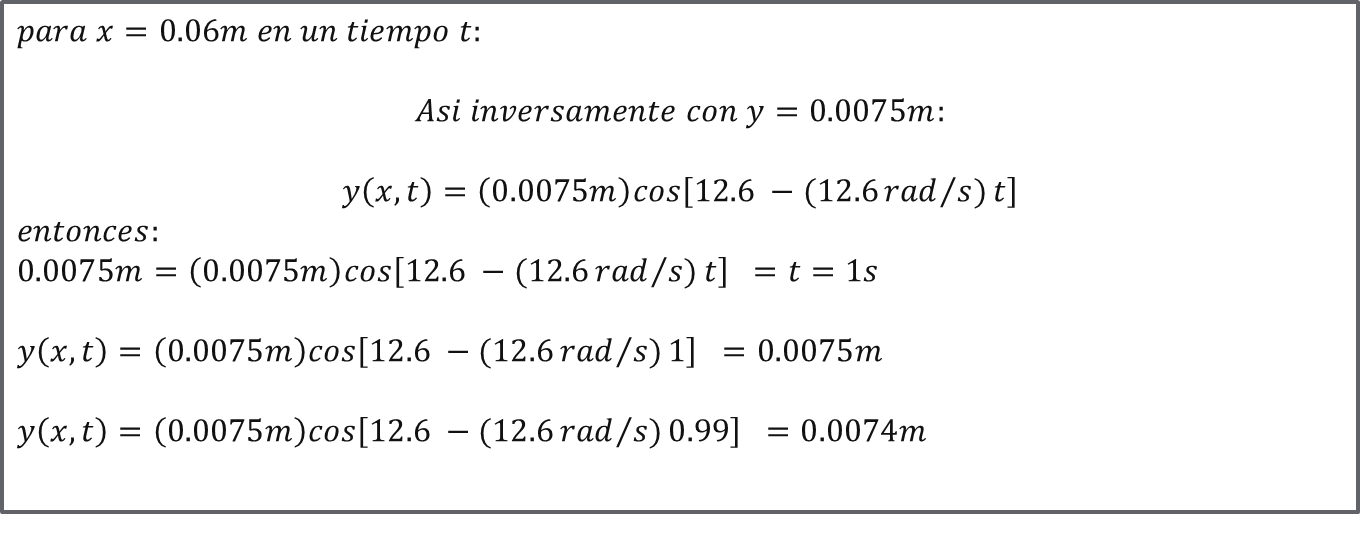 para x = 0.06m en un tiempo t:
Asi inversamente con y = 0.0075m:
y(x, t) = (0.0075m)cos[12.6 − (12.6 rad/s) t]
entonces:
0.0075m = (0.0075m)cos[12.6 − (12.6 rad/s) t] = t = 1s
y(x, t) = (0.0075m)cos[12.6 − (12.6 rad/s) 1] = 0.0075m
y(x, t) = (0.0075m)cos[12.6 − (12.6 rad/s) 0.99] = 0.0074m